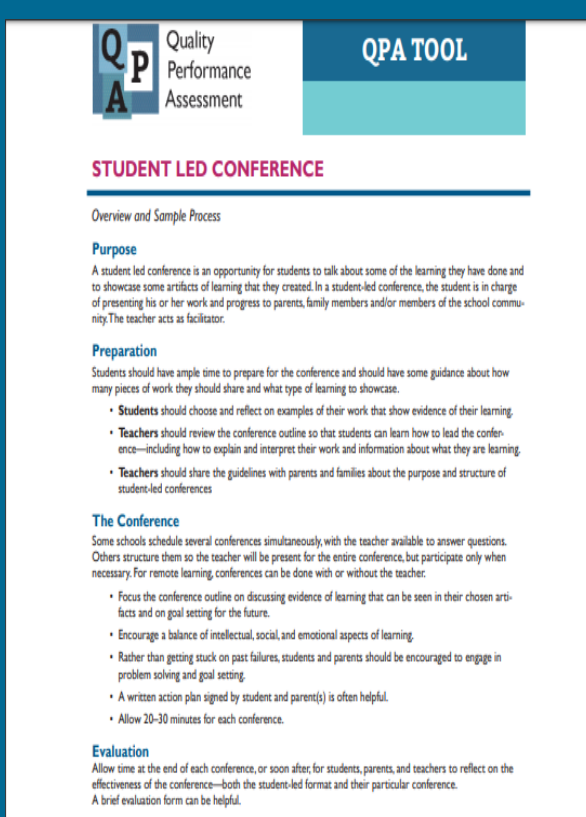 Q
P
A
Quality
Performance
Assessment
QPA TOOL
STUDENT LED CONFERENCE
Overview and Sample Process
Purpose
A student led conference is an opportunity for students to talk about some of the learning they have done and
to showcase some artifacts of learning that they created. In a student-led conference, the student is in charge
of presenting his or her work and progress to parents, family members and/or members of the school commu-
nity. The teacher acts as facilitator.
Preparation
Students should have ample time to prepare for the conference and should have some guidance about how
many pieces of work they should share and what type of learning to showcase.
• Students should choose and reflect on examples of their work that show evidence of their learning.
• Teachers should review the conference outline so that students can learn how to lead the confer-
ence—including how to explain and interpret their work and information about what they are learning.
• Teachers should share the guidelines with parents and families about the purpose and structure of
student-led conferences
The Conference
Some schools schedule several conferences simultaneously, with the teacher available to answer questions.
Others structure them so the teacher will be present for the entire conference, but participate only when
necessary. For remote learning, conferences can be done with or without the teacher.
• Focus the conference outline on discussing evidence of learning that can be seen in their chosen arti-
facts and on goal setting for the future.
• Encourage a balance of intellectual, social, and emotional aspects of learning.
• Rather than getting stuck on past failures, students and parents should be encouraged to engage in
problem solving and goal setting.
• A written action plan signed by student and parent(s) is often helpful.
• Allow 20–30 minutes for each conference.
Evaluation
Allow time at the end of each conference, or soon after, for students, parents, and teachers to reflect on the
effectiveness of the conference—both the student-led format and their particular conference.
A brief evaluation form can be helpful.